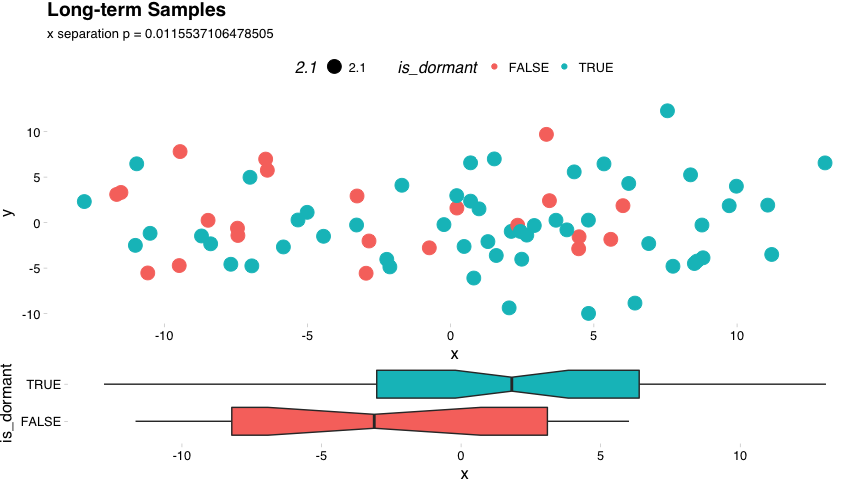 Long-term Samples
x separation p = 0.0115537106478505
2.1 2.1 is_dormant FALSE TRUE
10
5
0
-5
-10
y
-10 -5 0 5 10
x
is_dormant
TRUE
FALSE
-10 -5 0 5 10
x